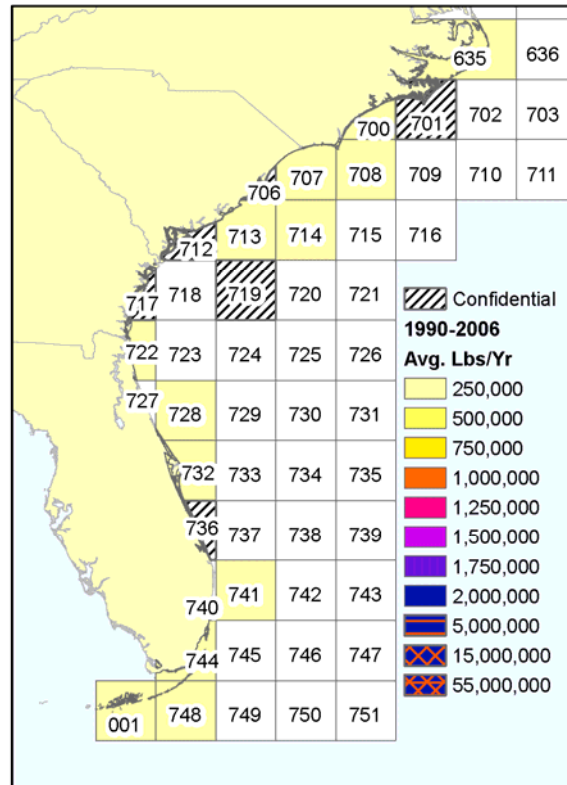 635 636
700 701 702 703
706 707 708 709 710 711
712 713 714 715 716
717 718 719 720 721
722 723 724 725 726
727 728 729 730 731
732 733 734 735
736 737 738 739
740 741 742 743
744 745 746 747
001 748 749 750 751
Confidential
1990-2006
Avg. Lbs/Yr
250,000
500,000
750,000
1,000,000
1,250,000
1,500,000
1,750,000
2,000,000
5,000,000
15,000,000
55,000,000